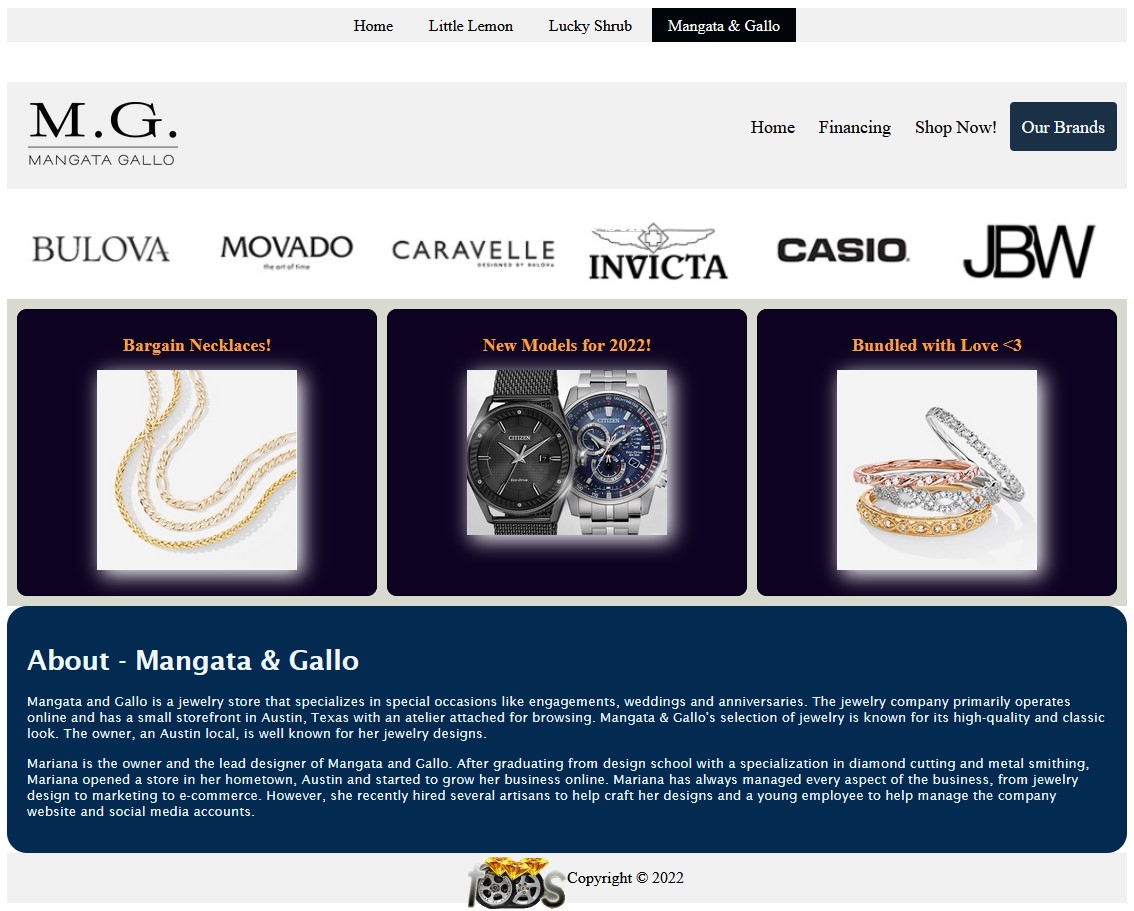 Home Little Lemon Lucky Shrub Mangata & Gallo
M.G.
MANGATA GALLO
Home Financing Shop Now! Our Brands
BULOVA
MOVADO
the art of time
CARAVELLE
DESIGNED BY BULOVA
INVICTA
CASIO.
JBW
Bargain Necklaces!
New Models for 2022!
CITIZEN
Eco-Drive
CITIZEN
Bundled with Love <3
About - Mangata & Gallo
Mangata and Gallo is a jewelry store that specializes in special occasions like engagements, weddings and anniversaries. The jewelry company primarily operates
online and has a small storefront in Austin, Texas with an atelier attached for browsing. Mangata & Gallo's selection of jewelry is known for its high-quality and classic
look. The owner, an Austin local, is well known for her jewelry designs.
Mariana is the owner and the lead designer of Mangata and Gallo. After graduating from design school with a specialization in diamond cutting and metal smithing,
Mariana opened a store in her hometown, Austin and started to grow her business online. Mariana has always managed every aspect of the business, from jewelry
design to marketing to e-commerce. However, she recently hired several artisans to help craft her designs and a young employee to help manage the company
website and social media accounts.
Copyright © 2022